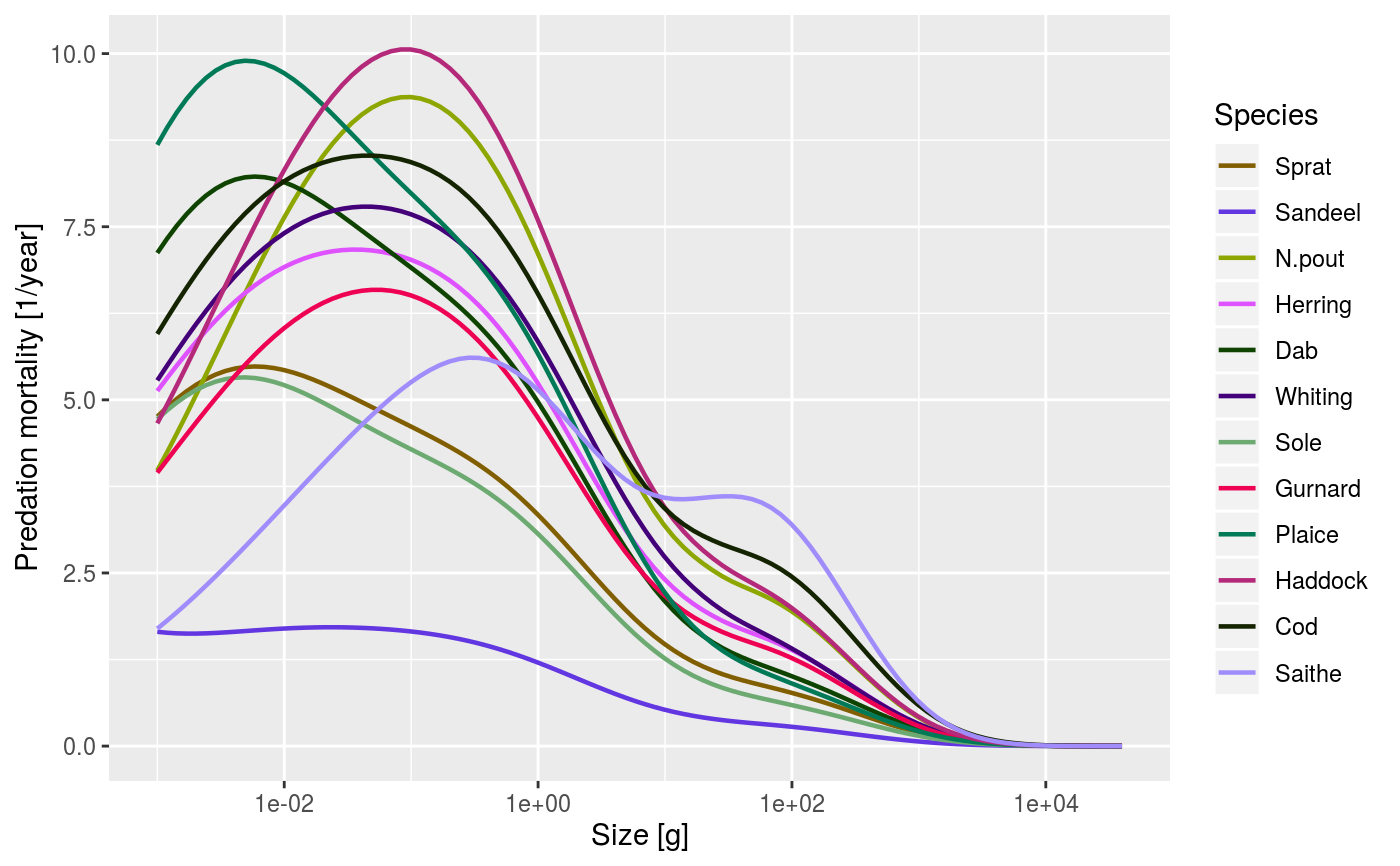 Predation mortality [1/year]
10.0
7.5
5.0
2.5
0.0
1e-02
1e+00
1e+02
1e+04
Size [g]
Species
Sprat
Sandeel
N.pout
Herring
Dab
Whiting
Sole
Gurnard
Plaice
Haddock
Cod
Saithe